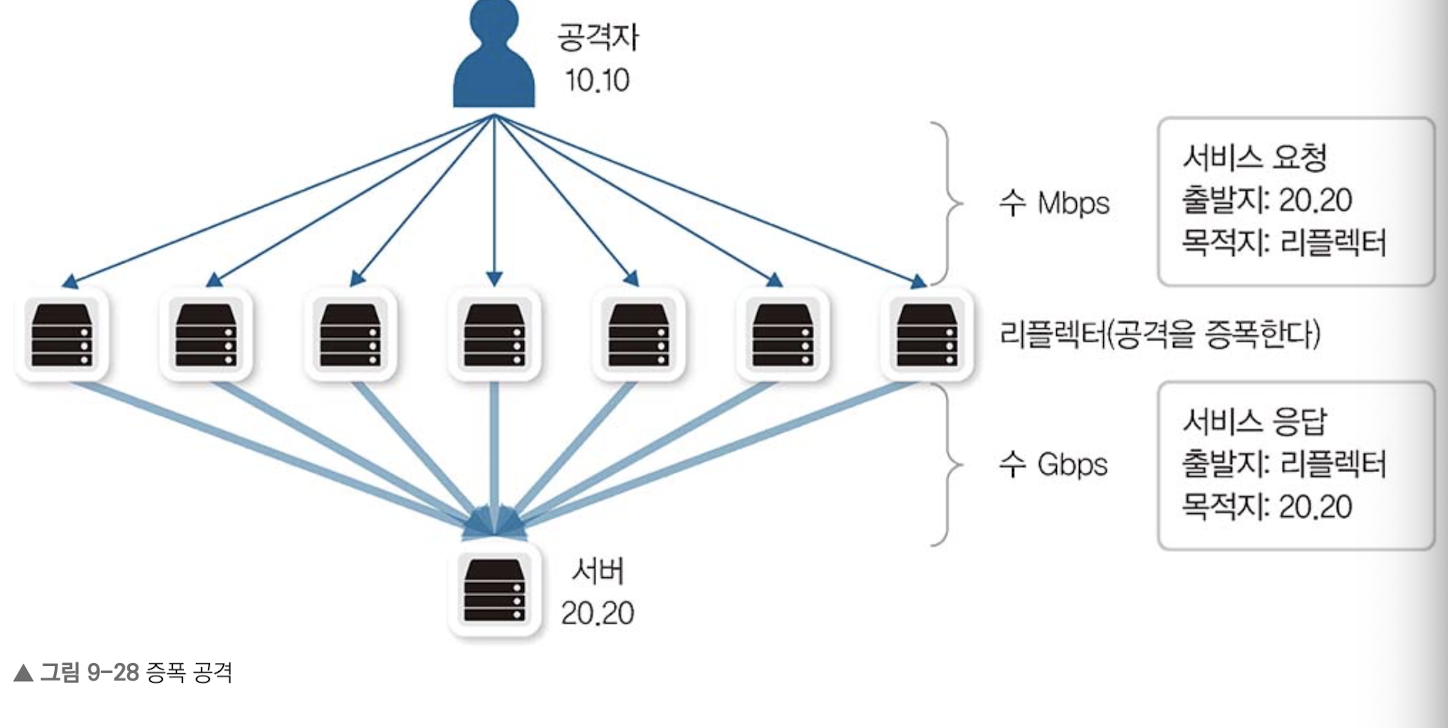 공격자
10.10
수 Mbps
서비스 요청
출발지: 20.20
목적지: 리플렉터
리플렉터(공격을 증폭한다)
수 Gbps
서비스 응답
출발지: 리플렉터
목적지: 20.20
서버
20.20
▲ 그림 9-28 증폭 공격